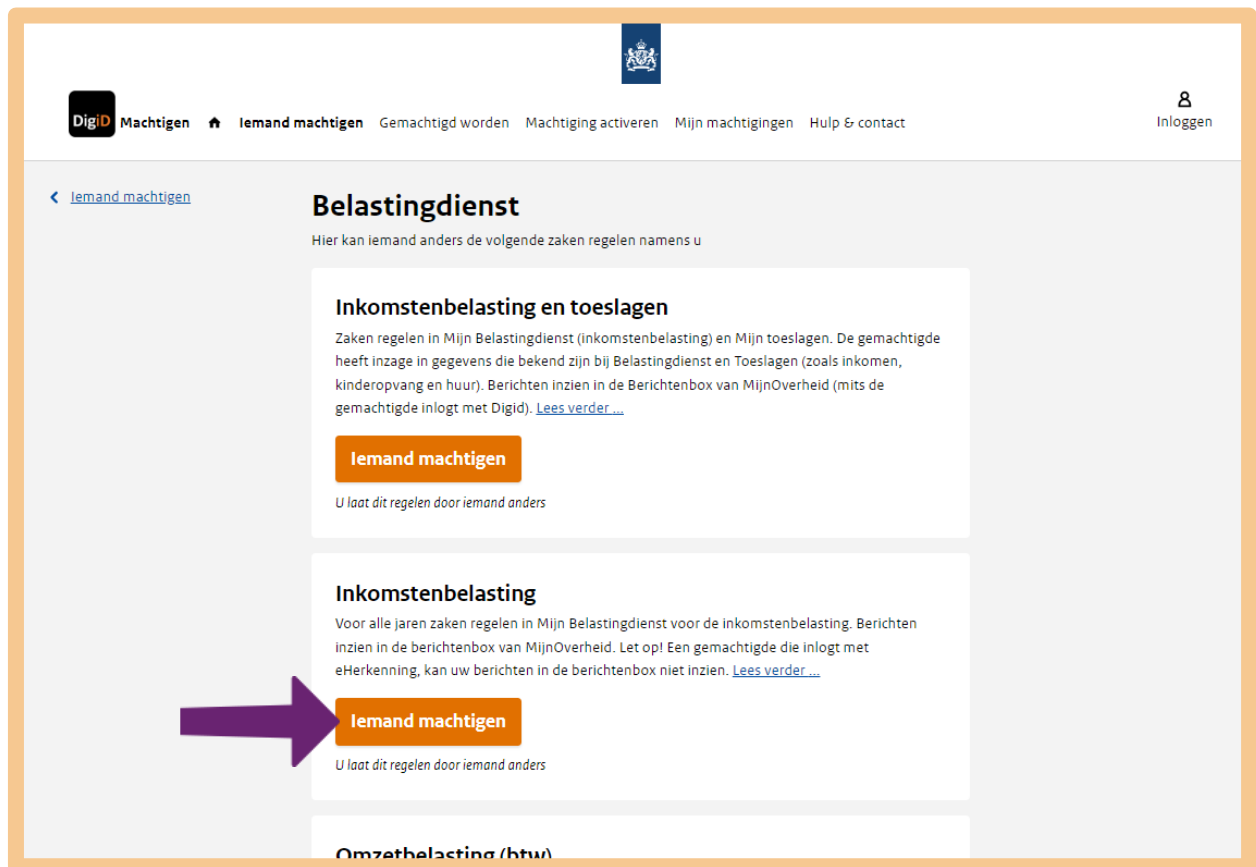 DigiD Machtigen Iemand machtigen Gemachtigd worden Machtiging activeren Mijn machtigingen Hulp & contact Inloggen
Iemand machtigen
Belastingdienst
Hier kan iemand anders de volgende zaken regelen namens u
Inkomstenbelasting en toeslagen
Zaken regelen in Mijn Belastingdienst (inkomstenbelasting) en Mijn toeslagen. De gemachtigde
heeft inzage in gegevens die bekend zijn bij Belastingdienst en Toeslagen (zoals inkomen,
kinderopvang en huur). Berichten inzien in de Berichtenbox van MijnOverheid (mits de
gemachtigde inlogt met Digid). Lees verder ...
Iemand machtigen
U laat dit regelen door iemand anders
Inkomstenbelasting
Voor alle jaren zaken regelen in Mijn Belastingdienst voor de inkomstenbelasting. Berichten
inzien in de berichtenbox van MijnOverheid. Let op! Een gemachtigde die inlogt met
eHerkenning, kan uw berichten in de berichtenbox niet inzien. Lees verder ...
Iemand machtigen
U laat dit regelen door iemand anders
Omzetbelasting (btw)